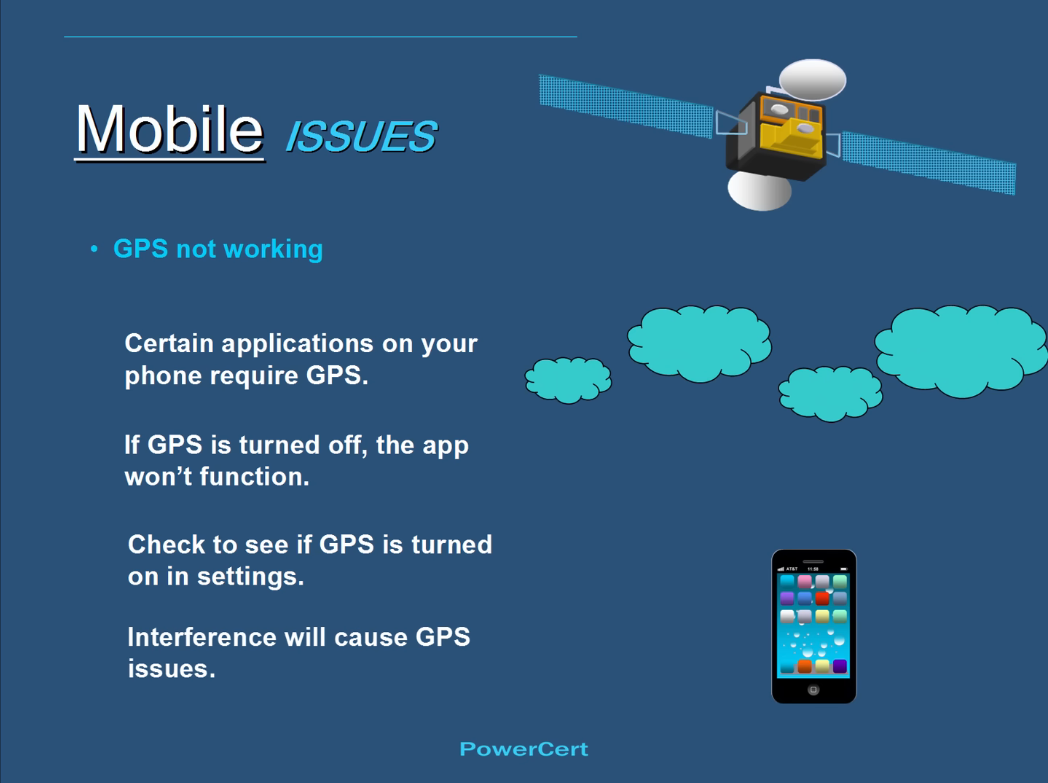 Mobile ISSUES
• GPS not working
Certain applications on your
phone require GPS.
If GPS is turned off, the app
won’t function.
Check to see if GPS is turned
on in settings.
Interference will cause GPS
issues.
AT&T 11:33
PowerCert